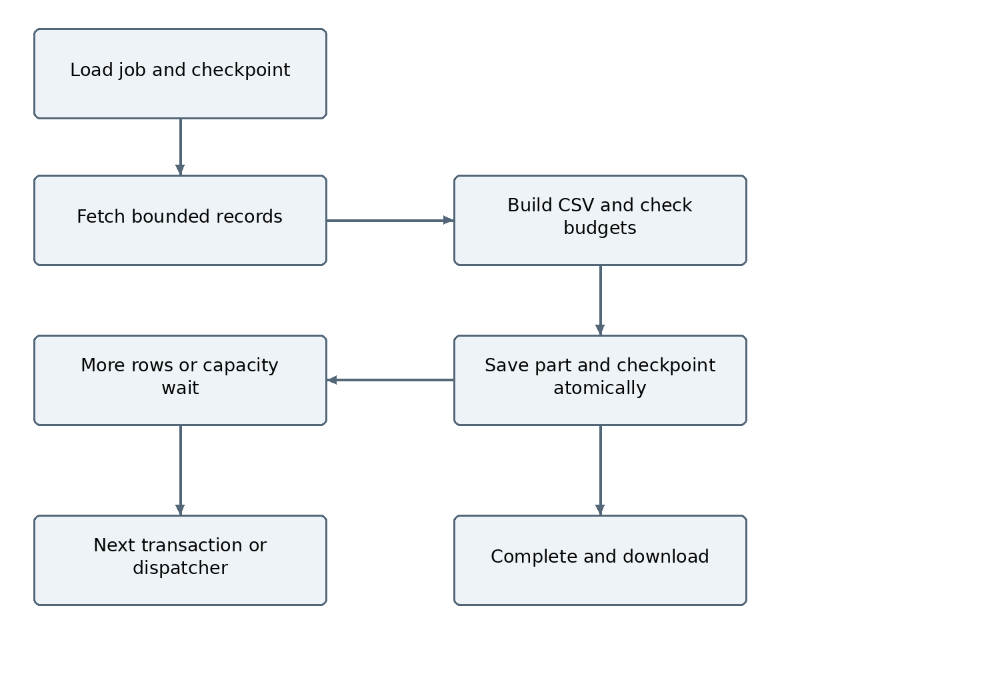 Load job and checkpoint
Fetch bounded records
Build CSV and check
budgets
More rows or capacity
wait
Save part and checkpoint
atomically
Next transaction or
dispatcher
Complete and download